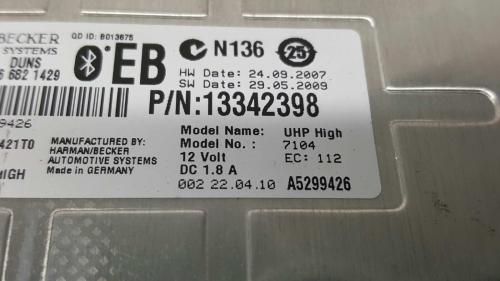 BECKER
SYSTEMS
QD ID: B013675
DUNS
6 682 1429
EB
N136
25
HW Date: 24.09.2007
SW Date: 29.05.2009
P/N:13342398
9426
421T0
MANUFACTURED BY:
HARMAN/BECKER
AUTOMOTIVE SYSTEMS
Made in GERMANY
HIGH
Model Name: UHP High
Model No.: 7104
12 Volt EC: 112
DC 1.8 A
002 22.04.10 A5299426